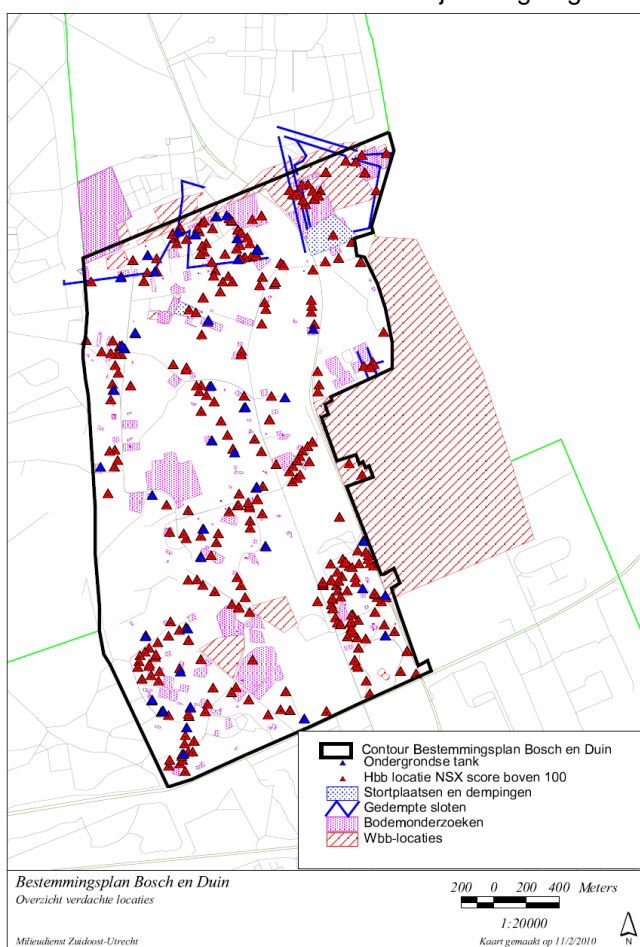 Contour Bestemmingsplan Bosch en Duin
Ondergrondse tank
Hbb locatie NSX score boven 100
Stortplaatsen en dempingen
Gedempte sloten
Bodemonderzoeken
Wbb-locaties
Bestemmingsplan Bosch en Duin
Overzicht verdachte locaties
200 0 200 400 Meters
1:20000
Milieudienst Zuidoost-Utrecht
Kaart gemaakt op 11/2/2010
N